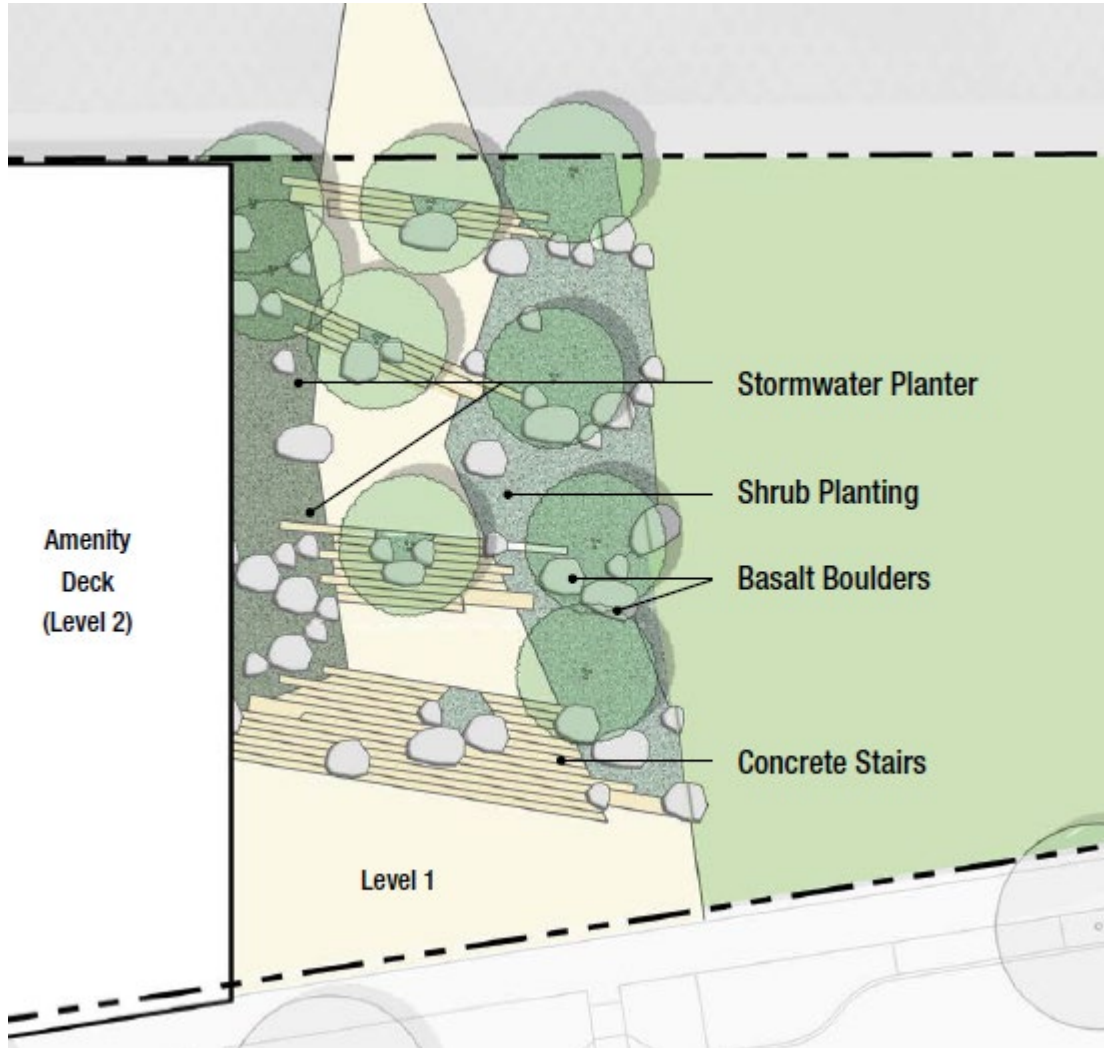 Stormwater Planter
Shrub Planting
Amenity
Deck
(Level 2)
Basalt Boulders
Concrete Stairs
Level 1